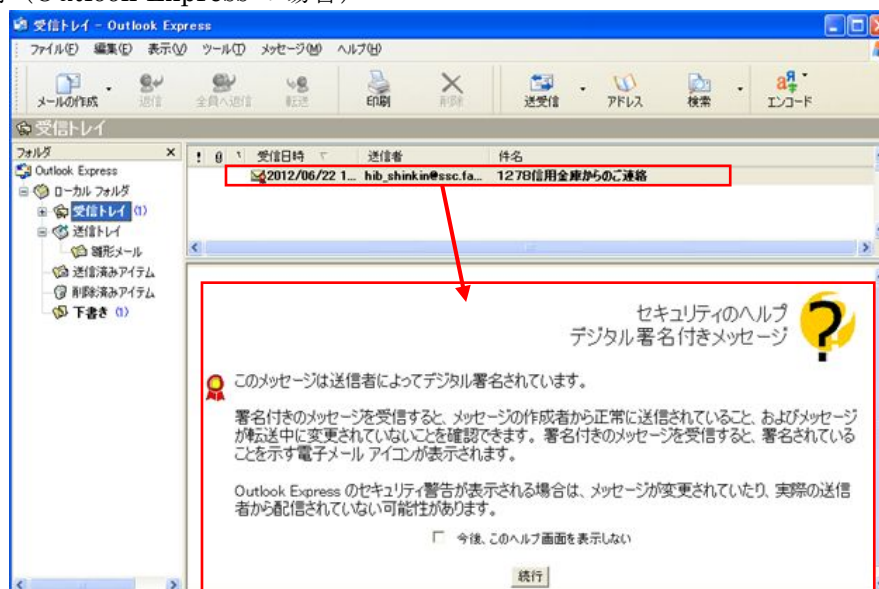 （Outlook Express の場合）
受信トレイ - Outlook Express
ファイル(F) 編集(E) 表示(V) ツール(T) メッセージ(M) ヘルプ(H)
メールの作成 返信 全員へ返信 転送 印刷 削除 送受信 アドレス 検索 エンコード
受信トレイ
フォルダ ×
Outlook Express
ローカル フォルダ
受信トレイ (1)
送信トレイ
雛形メール
送信済みアイテム
削除済みアイテム
下書き (1)
! 受信日時 送信者 件名
2012/06/22 1... hib_shinkin@ssc.fa... 1278信用金庫からのご連絡
セキュリティのヘルプ
デジタル署名付きメッセージ
このメッセージは送信者によってデジタル署名されています。
署名付きのメッセージを受信すると、メッセージの作成者から正常に送信されていること、およびメッセージ
が転送中に変更されていないことを確認できます。署名付きのメッセージを受信すると、署名されている
ことを示す電子メール アイコンが表示されます。
Outlook Express のセキュリティ警告が表示される場合は、メッセージが変更されていたり、実際の送信
者から配信されていない可能性があります。
今後、このヘルプ画面を表示しない
続行